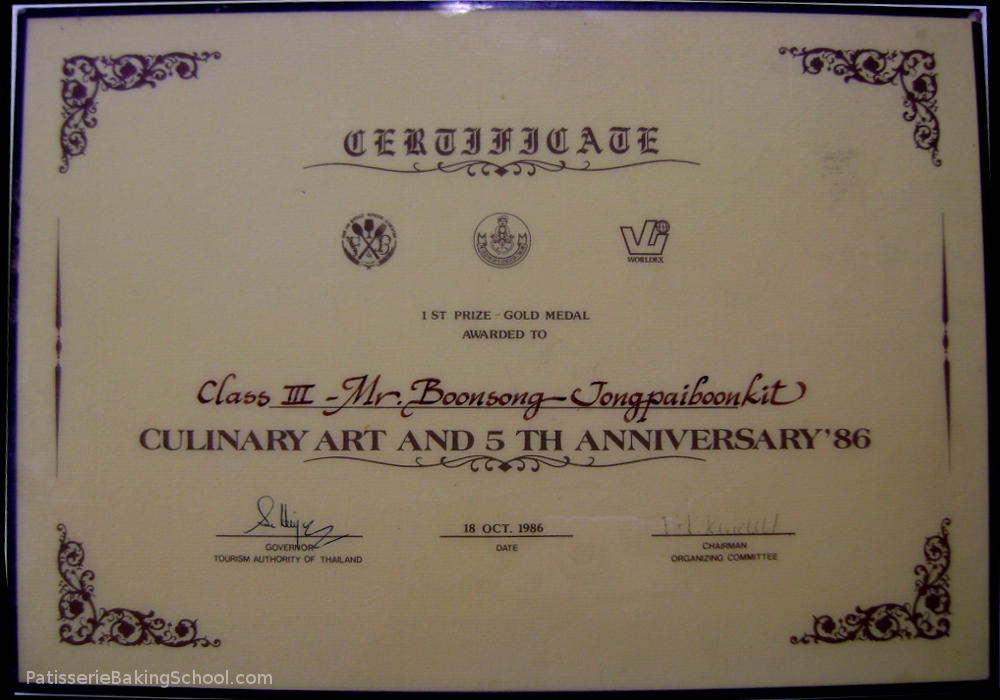 CERTIFICATE
WORLDEX
1 ST PRIZE - GOLD MEDAL
AWARDED TO
Class III - Mr. Boonsong - Jongpaiboonkit
CULINARY ART AND 5 TH ANNIVERSARY '86
18 OCT. 1986
GOVERNOR
TOURISM AUTHORITY OF THAILAND
DATE
CHAIRMAN
ORGANIZING COMMITTEE
PatisserieBakingSchool.com